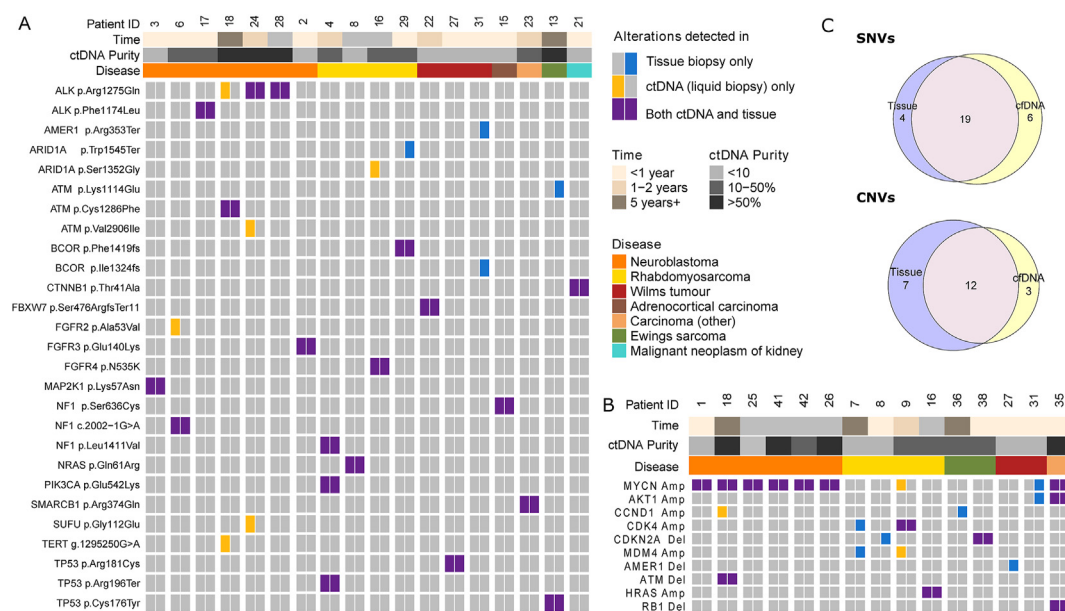 A
Patient ID 3 6 17 18 24 28 2 4 8 16 29 22 27 31 15 23 13 21
Time
ctDNA Purity
Disease
ALK p.Arg1275Gln
ALK p.Phe1174Leu
AMER1 p.Arg353Ter
ARID1A p.Trp1545Ter
ARID1A p.Ser1352Gly
ATM p.Lys1114Glu
ATM p.Cys1286Phe
ATM p.Val2906Ile
BCOR p.Phe1419fs
BCOR p.Ile1324fs
CTNNB1 p.Thr41Ala
FBXW7 p.Ser476ArgfsTer11
FGFR2 p.Ala53Val
FGFR3 p.Glu140Lys
FGFR4 p.N535K
MAP2K1 p.Lys57Asn
NF1 p.Ser636Cys
NF1 c.2002-1G>A
NF1 p.Leu1411Val
NRAS p.Gln61Arg
PIK3CA p.Glu542Lys
SMARCB1 p.Arg374Gln
SUFU p.Gly112Glu
TERT g.1295250G>A
TP53 p.Arg181Cys
TP53 p.Arg196Ter
TP53 p.Cys176Tyr
Alterations detected in
Tissue biopsy only
ctDNA (liquid biopsy) only
Both ctDNA and tissue
Time
<1 year
1-2 years
5 years+
ctDNA Purity
<10
10-50%
>50%
Disease
Neuroblastoma
Rhabdomyosarcoma
Wilms tumour
Adrenocortical carcinoma
Carcinoma (other)
Ewings sarcoma
Malignant neoplasm of kidney
C
SNVs
Tissue
4
19
cfDNA
6
CNVs
Tissue
7
12
cfDNA
3
B
Patient ID 1 18 25 41 42 26 7 8 9 16 36 38 27 31 35
Time
ctDNA Purity
Disease
MYCN Amp
AKT1 Amp
CCND1 Amp
CDK4 Amp
CDKN2A Del
MDM4 Amp
AMER1 Del
ATM Del
HRAS Amp
RB1 Del